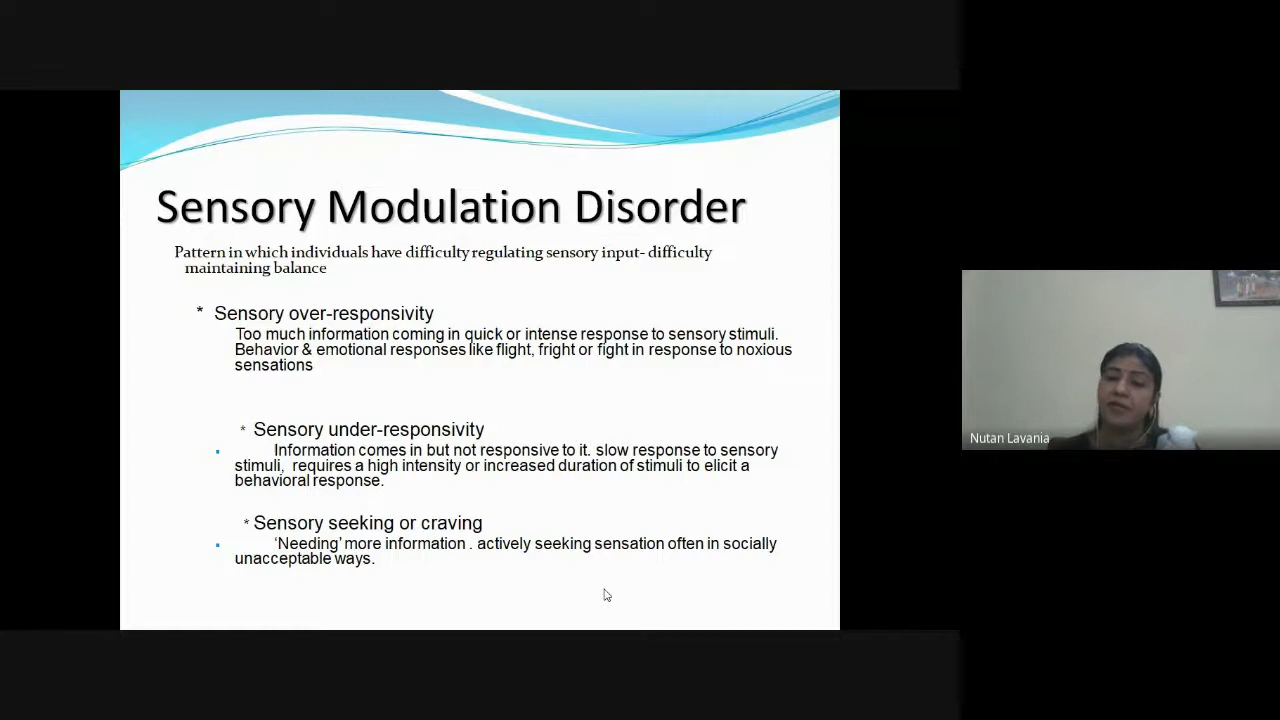 Sensory Modulation Disorder
Pattern in which individuals have difficulty regulating sensory input- difficulty
maintaining balance
* Sensory over-responsivity
Too much information coming in quick or intense response to sensory stimuli.
Behavior & emotional responses like flight, fright or fight in response to noxious
sensations
* Sensory under-responsivity
Information comes in but not responsive to it. slow response to sensory
stimuli, requires a high intensity or increased duration of stimuli to elicit a
behavioral response.
* Sensory seeking or craving
‘Needing’ more information . actively seeking sensation often in socially
unacceptable ways.
Nutan Lavania